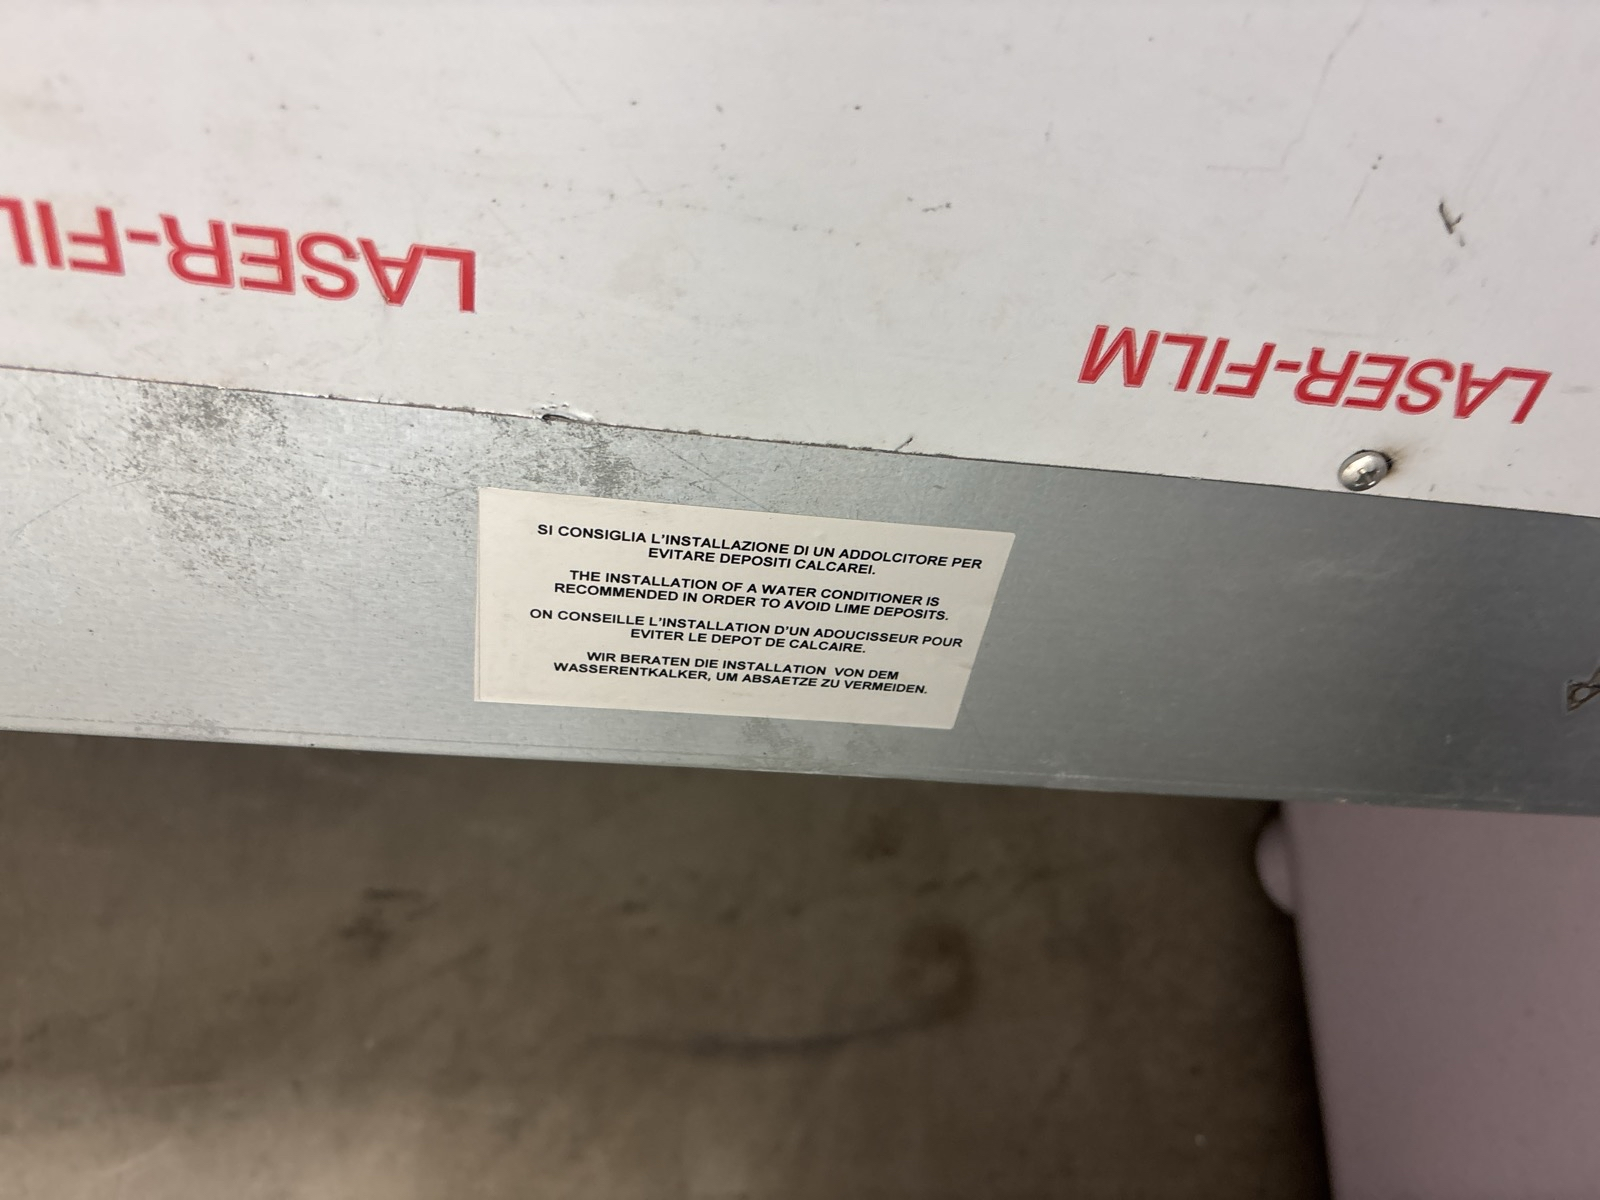 LASER-FIL
LASER-FILM
SI CONSIGLIA L'INSTALLAZIONE DI UN ADDOLCITORE PER
EVITARE DEPOSITI CALCAREI.
THE INSTALLATION OF A WATER CONDITIONER IS
RECOMMENDED IN ORDER TO AVOID LIME DEPOSITS.
ON CONSEILLE L'INSTALLATION D'UN ADOUCISSEUR POUR
EVITER LE DEPOT DE CALCAIRE.
WIR BERATEN DIE INSTALLATION VON DEM
WASSERENTKALKER, UM ABSAETZE ZU VERMEIDEN.